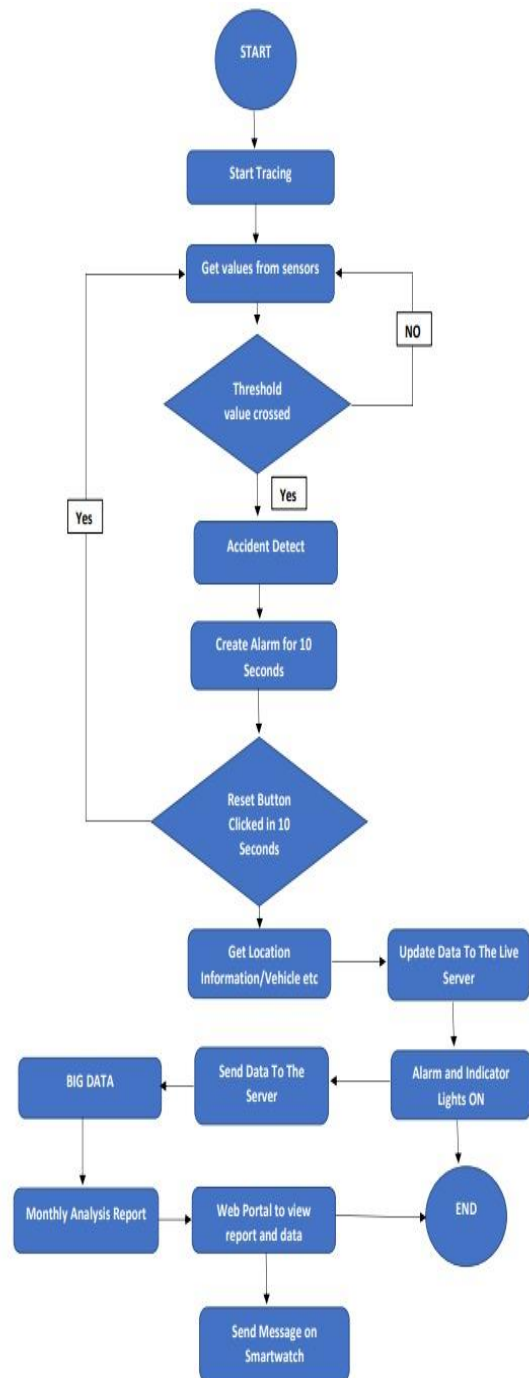 START
Start Tracing
Get values from sensors
NO
Threshold
value crossed
Yes
Yes
Accident Detect
Create Alarm for 10
Seconds
Reset Button
Clicked in 10
Seconds
Get Location
Information/Vehicle etc
Update Data To The Live
Server
BIG DATA
Send Data To The
Server
Alarm and Indicator
Lights ON
Monthly Analysis Report
Web Portal to view
report and data
END
Send Message on
Smartwatch